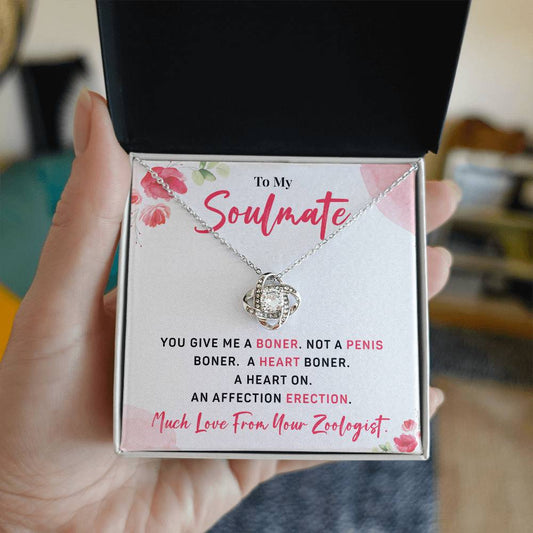 To My
Soulmate
YOU GIVE ME A BONER. NOT A PENIS
BONER. A HEART BONER.
A HEART ON.
AN AFFECTION ERECTION.
Much Love From Your Zoologist.